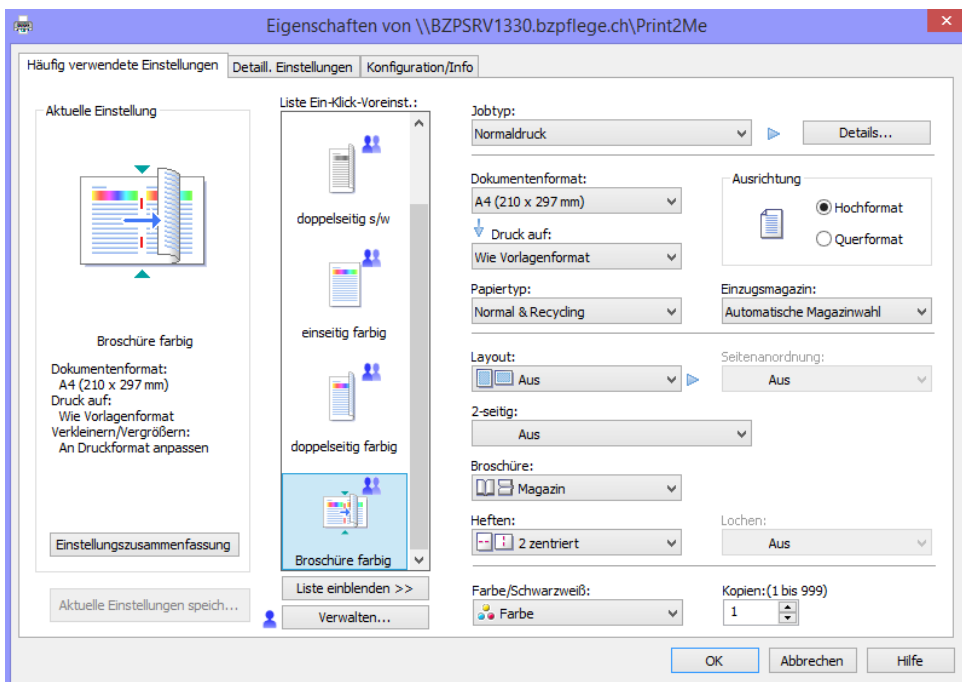 Eigenschaften von \\BZPSRV1330.bzpflege.ch\Print2Me
Häufig verwendete Einstellungen
Detaill. Einstellungen
Konfiguration/Info
Aktuelle Einstellung
Broschüre farbig
Dokumentenformat:
A4 (210 x 297 mm)
Druck auf:
Wie Vorlagenformat
Verkleinern/Vergrößern:
An Druckformat anpassen
Einstellungszusammenfassung
Aktuelle Einstellungen speich...
Liste Ein-Klick-Voreinst.:
doppelseitig s/w
einseitig farbig
doppelseitig farbig
Broschüre farbig
Liste einblenden >>
Verwalten...
Jobtyp:
Normaldruck
Details...
Dokumentenformat:
A4 (210 x 297 mm)
Druck auf:
Wie Vorlagenformat
Ausrichtung
Hochformat
Querformat
Papiertyp:
Normal & Recycling
Einzugsmagazin:
Automatische Magazinwahl
Layout:
Aus
Seitenanordnung:
Aus
2-seitig:
Aus
Broschüre:
Magazin
Heften:
2 zentriert
Lochen:
Aus
Farbe/Schwarzweiß:
Farbe
Kopien:(1 bis 999)
1
OK
Abbrechen
Hilfe